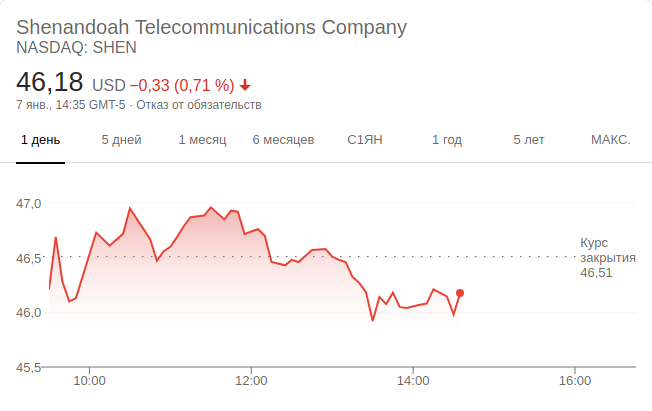 Shenandoah Telecommunications Company
NASDAQ: SHEN
46,18 USD −0,33 (0,71 %)
7 янв., 14:35 GMT-5 · Отказ от обязательств
1 день 5 дней 1 месяц 6 месяцев С1ЯН 1 год 5 лет МАКС.
47,0
46,5
46,0
45,5
Курс
закрытия
46,51
10:00 12:00 14:00 16:00